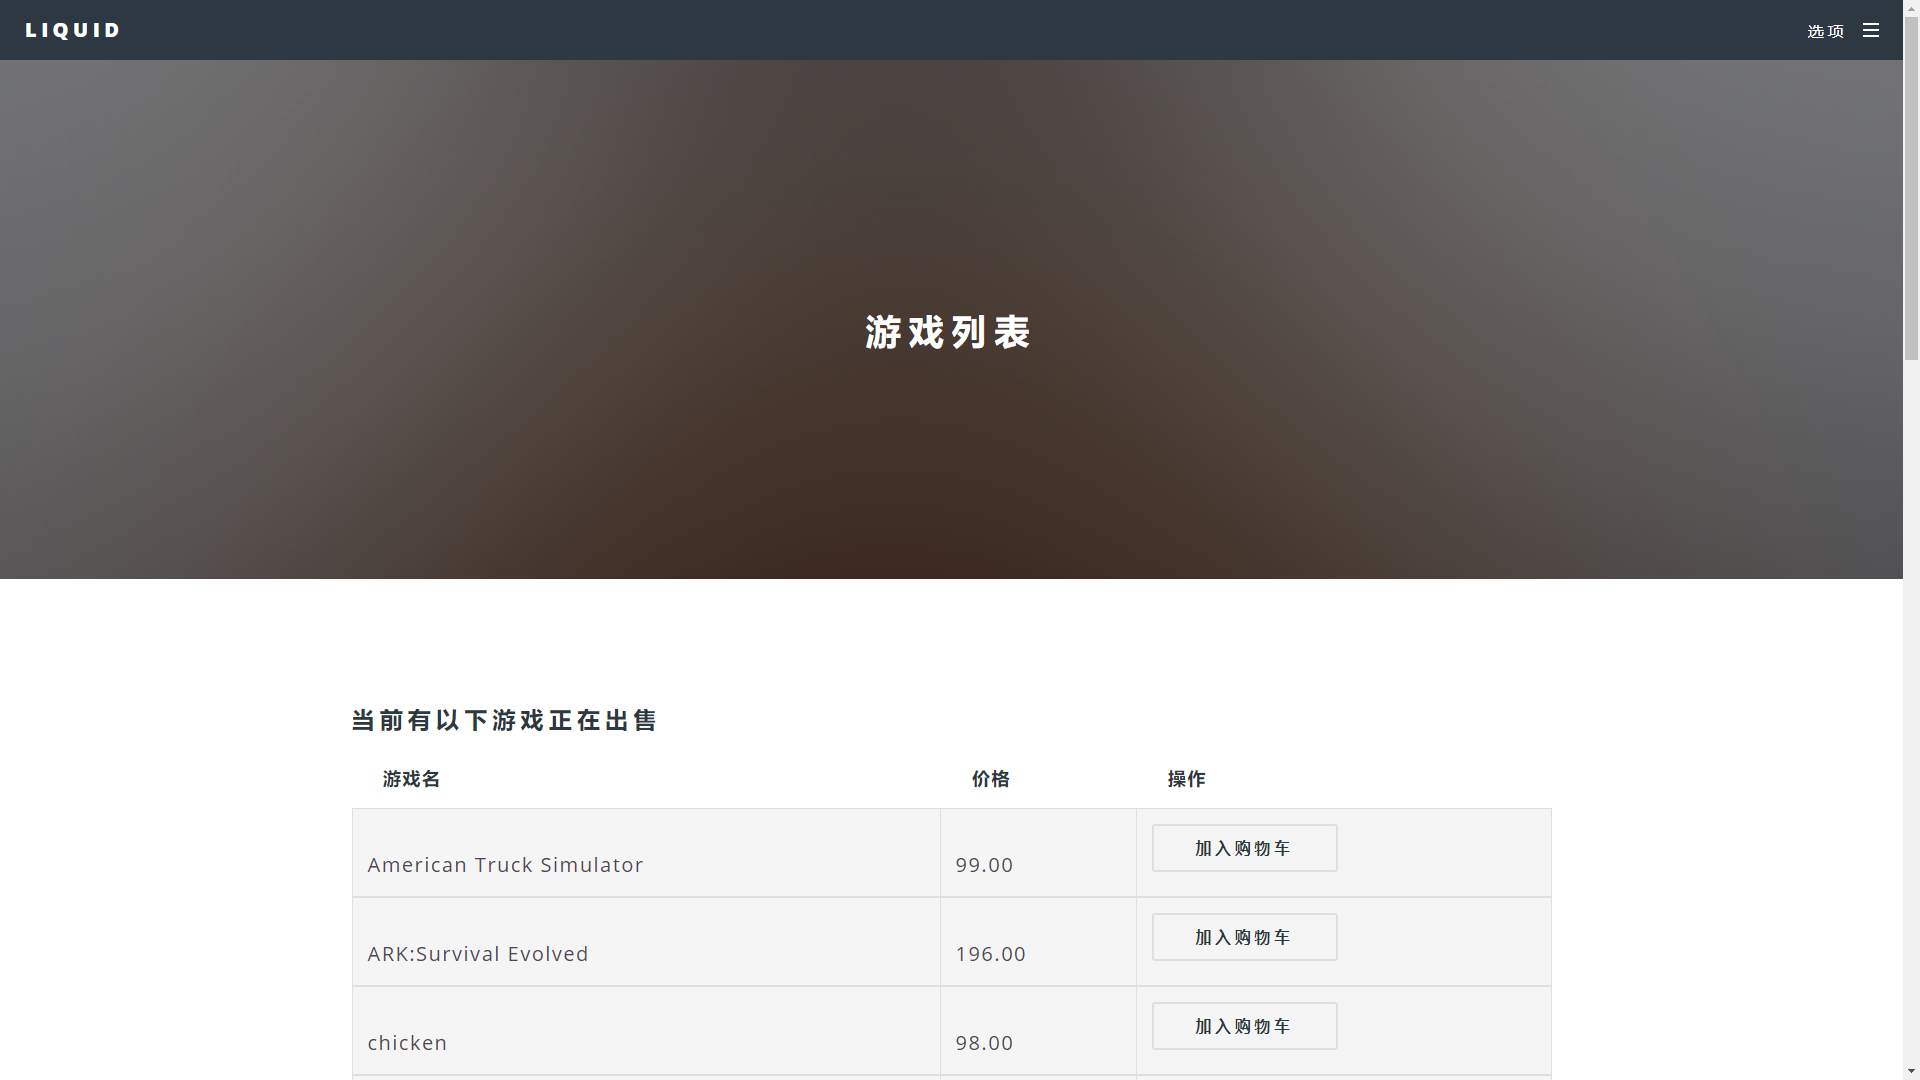 LIQUID
选项
游戏列表
当前有以下游戏正在出售
游戏名 价格 操作
American Truck Simulator 99.00 加入购物车
ARK:Survival Evolved 196.00 加入购物车
chicken 98.00 加入购物车